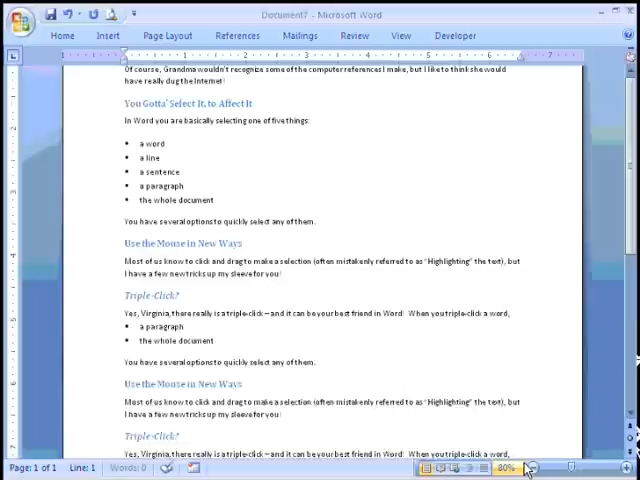 Document7 - Microsoft Word
Home Insert Page Layout References Mailings Review View Developer
1 1 2 3 4 5 6 7
Of course, Grandma wouldn't recognize some of the computer references I make, but I like to think she would
have really dug the Internet!
You Gotta' Select It, to Affect It
In Word you are basically selecting one of five things:
• a word
• a line
• a sentence
• a paragraph
• the whole document
You have several options to quickly select any of them.
Use the Mouse in New Ways
Most of us know to click and drag to make a selection (often mistakenly referred to as "Highlighting" the text), but
I have a few new tricks up my sleeve for you!
Triple-Click?
Yes, Virginia, there really is a triple-click—and it can be your best friend in Word! When you triple-click a word,
• a paragraph
• the whole document
You have several options to quickly select any of them.
Use the Mouse in New Ways
Most of us know to click and drag to make a selection (often mistakenly referred to as "Highlighting" the text), but
I have a few new tricks up my sleeve for you!
Triple-Click?
Yes, Virginia, there really is a triple-click—and it can be your best friend in Word! When you triple-click a word,
Page: 1 of 1 Line: 1 Words: 0 80%